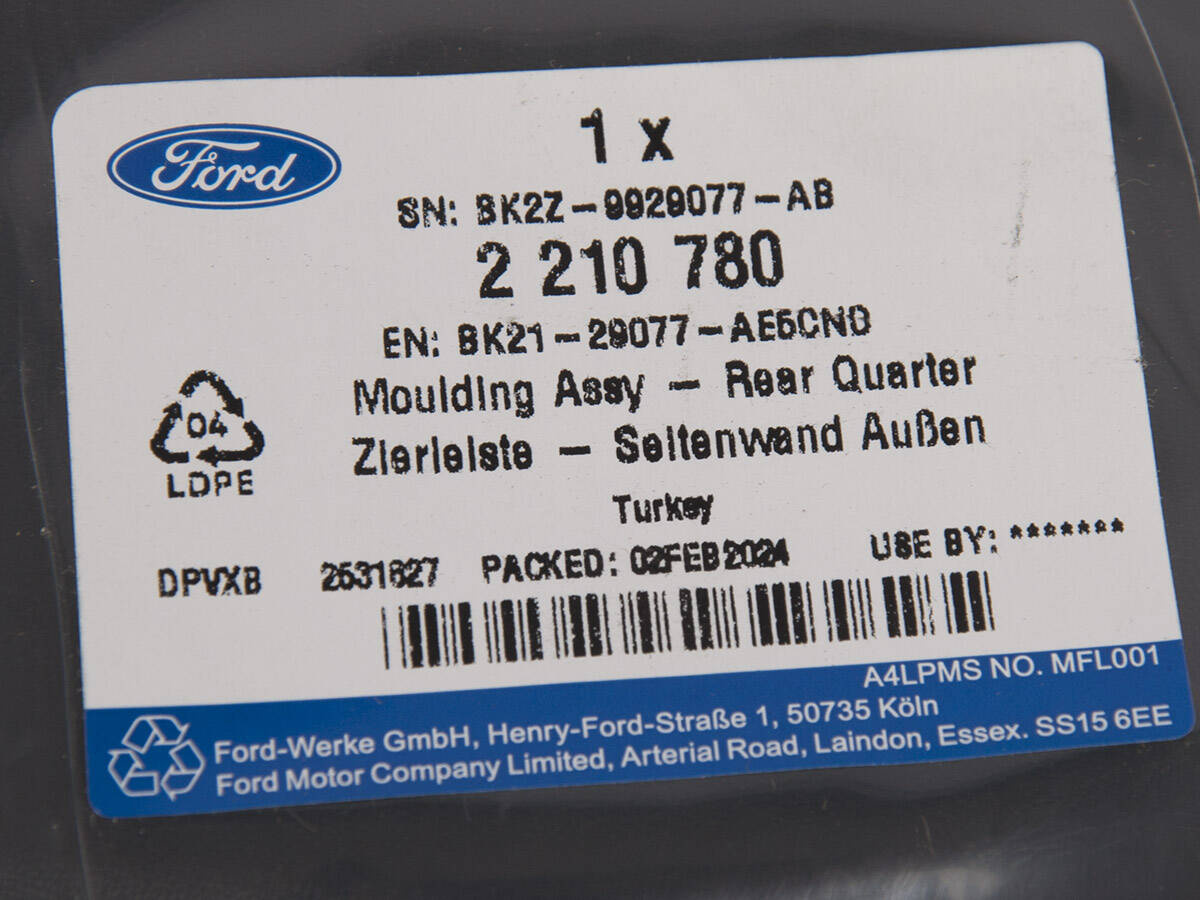 Ford
1 x
SN: BK2Z-9929077-AB
2 210 780
EN: BK21-29077-AE5CND
Moulding Assy - Rear Quarter
Zierleiste - Seitenwand Außen
04
LDPE
Turkey
DPVXB 2531627 PACKED: 02FEB2024 USE BY: *******
A4LPMS NO. MFL001
Ford-Werke GmbH, Henry-Ford-Straße 1, 50735 Köln
Ford Motor Company Limited, Arterial Road, Laindon, Essex. SS15 6EE